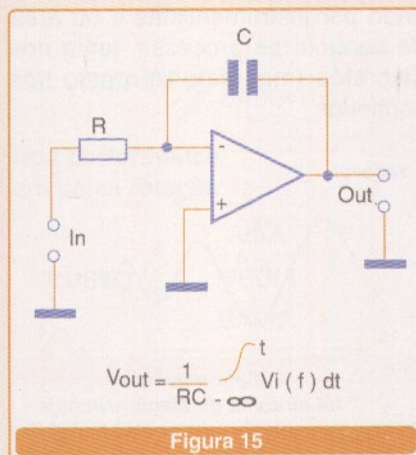 C
R
-
+
In
Out
t
Vout = 1/RC ∫ -∞ Vi ( f ) dt
Figura 15